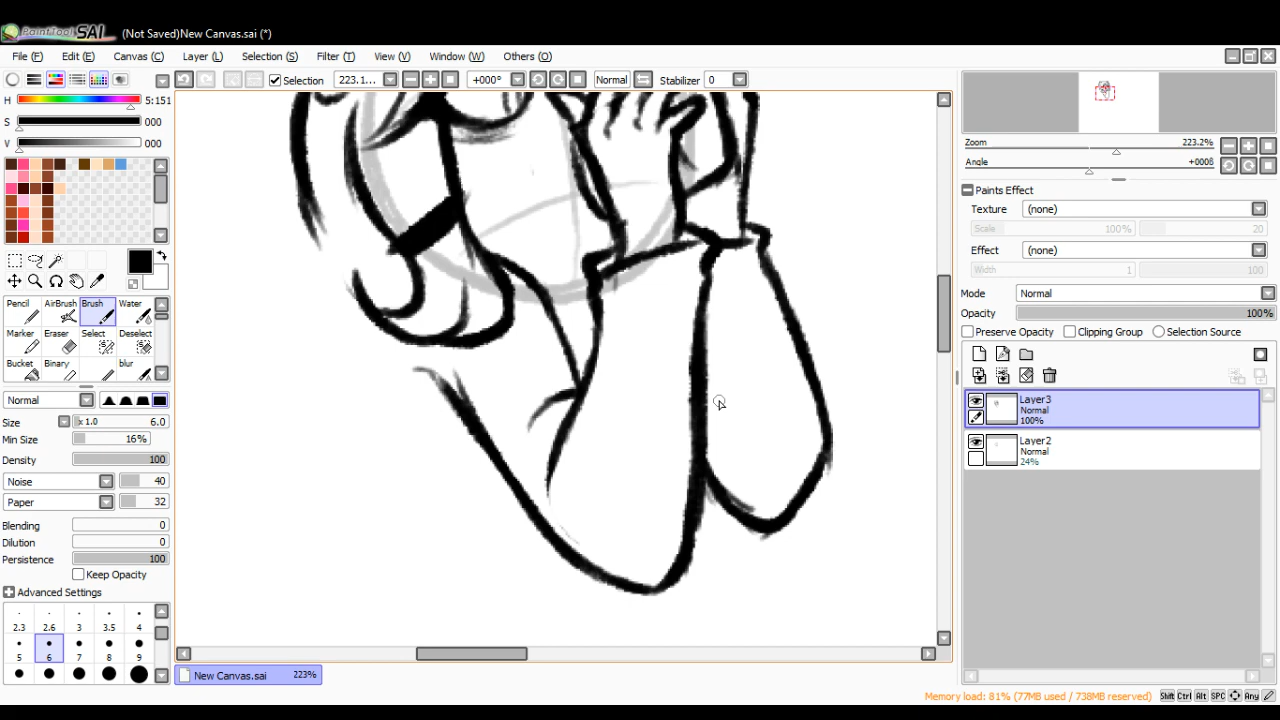 PaintTool SAI (Not Saved)New Canvas.sai (*)
File (F) Edit (E) Canvas (C) Layer (L) Selection (S) Filter (T) View (V) Window (W) Others (O)
Selection 223.1... +000° Normal Stabilizer 0
H 5:151
S 000
V 000
Zoom 223.2%
Angle +000ß
Paints Effect
Texture (none)
Scale 100% 20
Effect (none)
Width 1 100
Mode Normal
Opacity 100%
Preserve Opacity Clipping Group Selection Source
Pencil AirBrush Brush Water
Marker Eraser Select Deselect
Bucket Binary blur
Normal
Size x 1.0 6.0
Min Size 16%
Density 100
Noise 40
Paper 32
Blending 0
Dilution 0
Persistence 100
Keep Opacity
Advanced Settings
2.3 2.6 3 3.5 4
5 6 7 8 9
Layer3
Normal
100%
Layer2
Normal
24%
New Canvas.sai 223%
Memory load: 81% (77MB used / 738MB reserved) Shift Ctrl Alt SPC Any